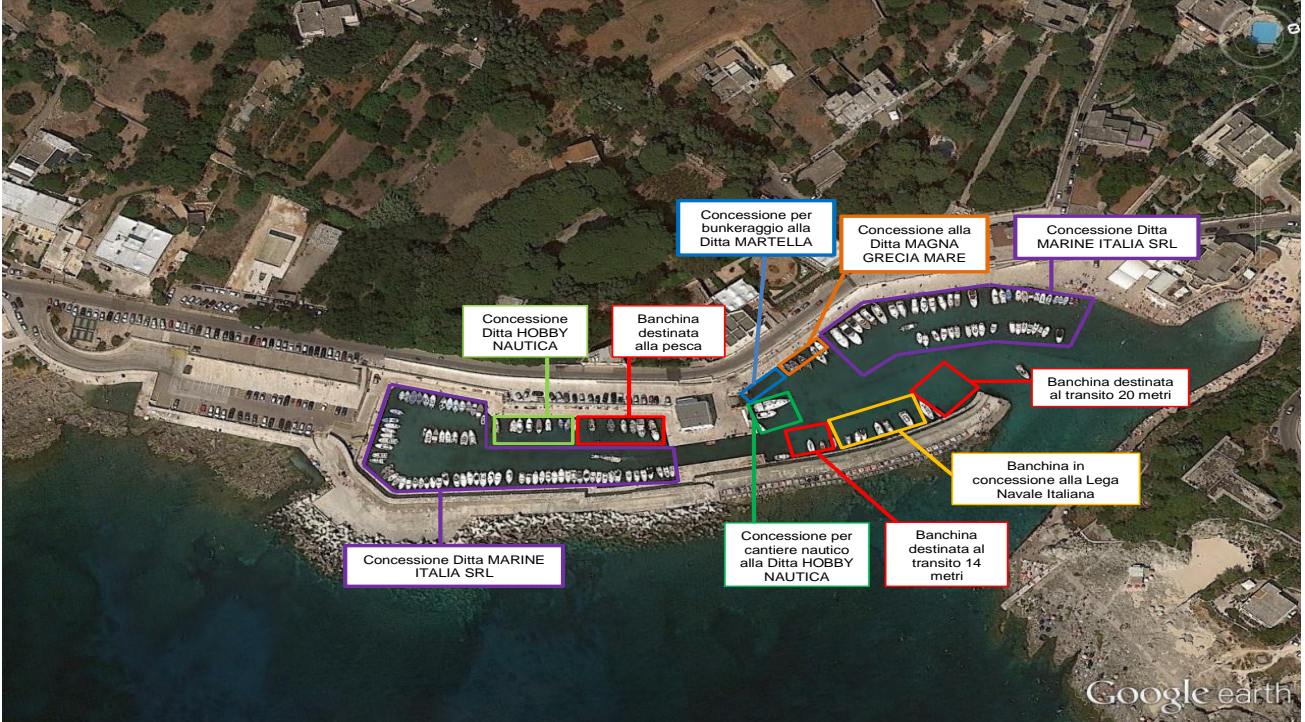 Concessione per
bunkeraggio alla
Ditta MARTELLA
Concessione alla
Ditta MAGNA
GRECIA MARE
Concessione Ditta
MARINE ITALIA SRL
Concessione
Ditta HOBBY
NAUTICA
Banchina
destinata
alla pesca
Banchina destinata
al transito 20 metri
Banchina in
concessione alla Lega
Navale Italiana
Concessione Ditta MARINE
ITALIA SRL
Concessione per
cantiere nautico
alla Ditta HOBBY
NAUTICA
Banchina
destinata al
transito 14
metri
Google earth